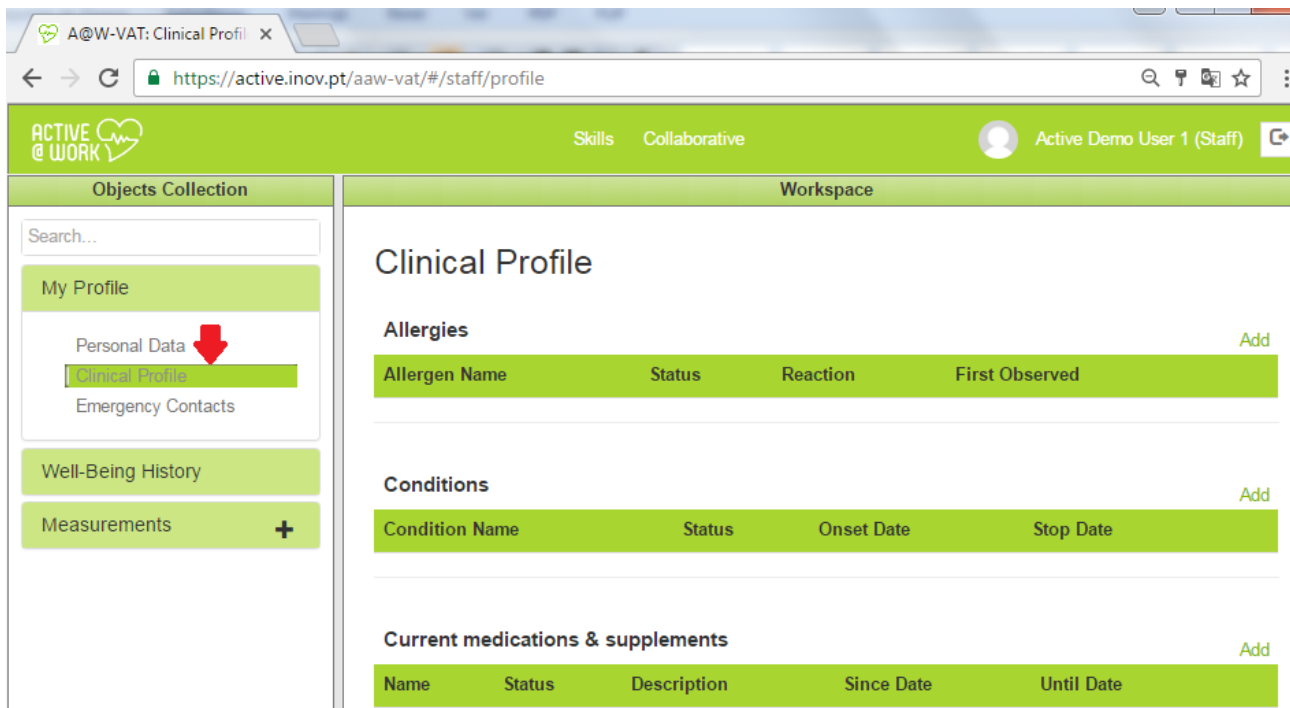 A@W-VAT: Clinical Profil
https://active.inov.pt/aaw-vat/#/staff/profile
ACTIVE
@ WORK
Skills Collaborative Active Demo User 1 (Staff)
Objects Collection
Workspace
Search...
My Profile
Personal Data
Clinical Profile
Emergency Contacts
Well-Being History
Measurements
Clinical Profile
Allergies
Add
Allergen Name Status Reaction First Observed
Conditions
Add
Condition Name Status Onset Date Stop Date
Current medications & supplements
Add
Name Status Description Since Date Until Date